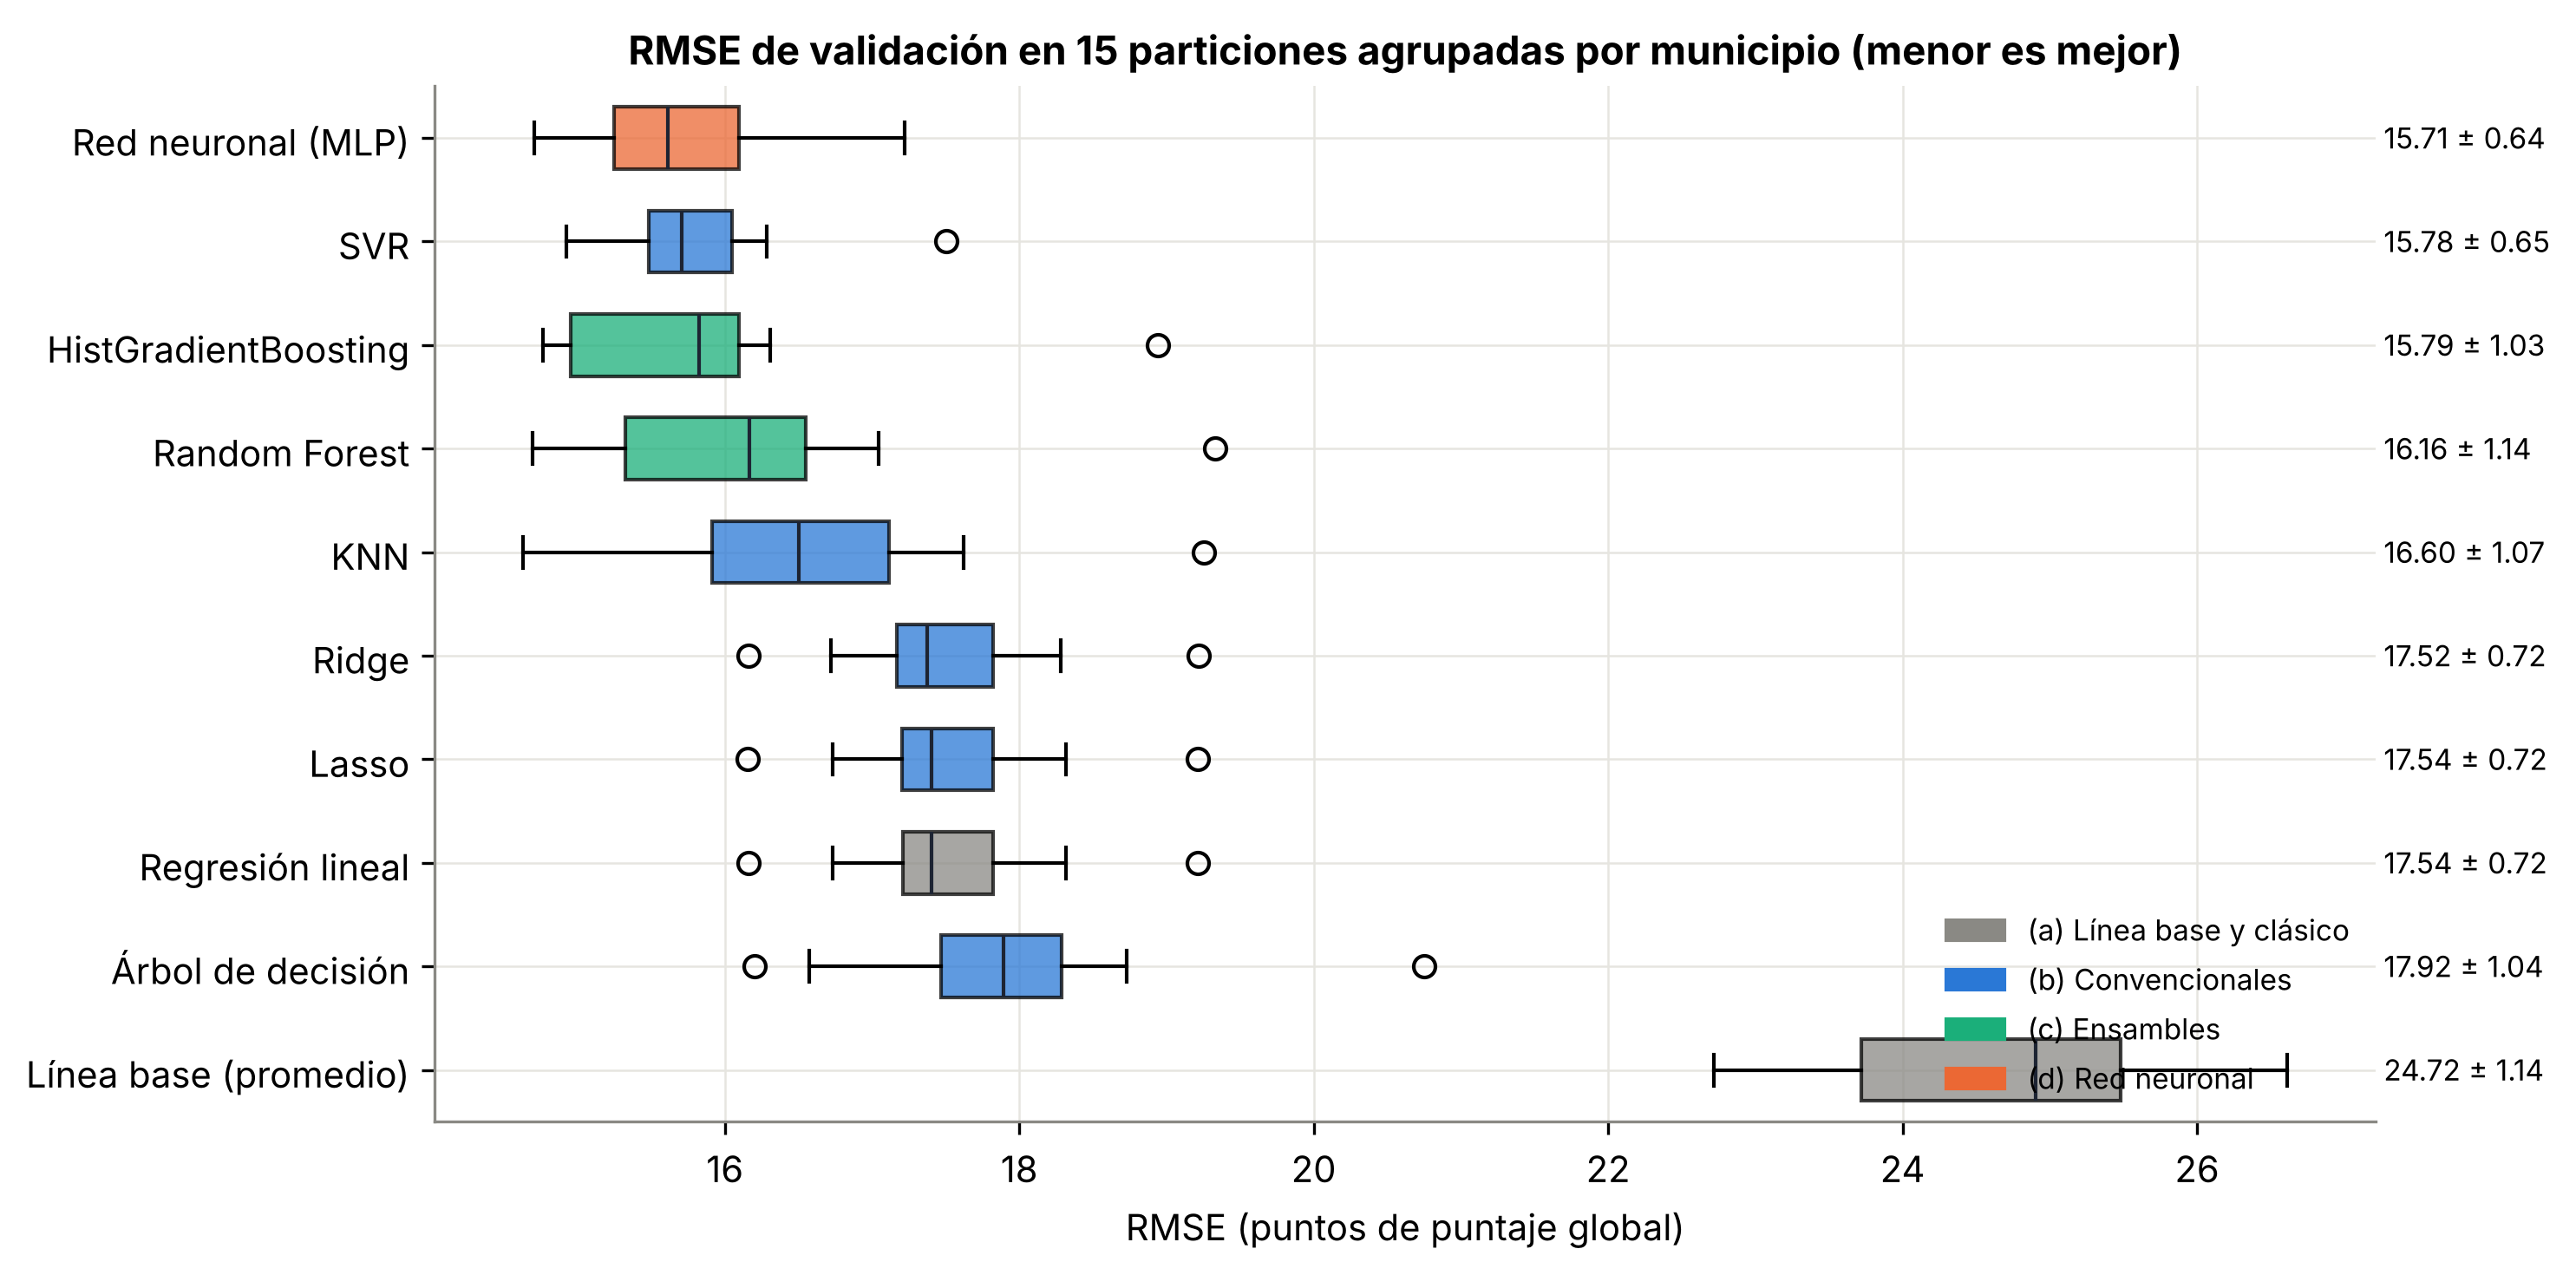 RMSE de validación en 15 particiones agrupadas por municipio (menor es mejor)
Red neuronal (MLP) 15.71 ± 0.64
SVR 15.78 ± 0.65
HistGradientBoosting 15.79 ± 1.03
Random Forest 16.16 ± 1.14
KNN 16.60 ± 1.07
Ridge 17.52 ± 0.72
Lasso 17.54 ± 0.72
Regresión lineal 17.54 ± 0.72
Árbol de decisión 17.92 ± 1.04
Línea base (promedio) 24.72 ± 1.14
(a) Línea base y clásico
(b) Convencionales
(c) Ensambles
(d) Red neuronal
16 18 20 22 24 26
RMSE (puntos de puntaje global)